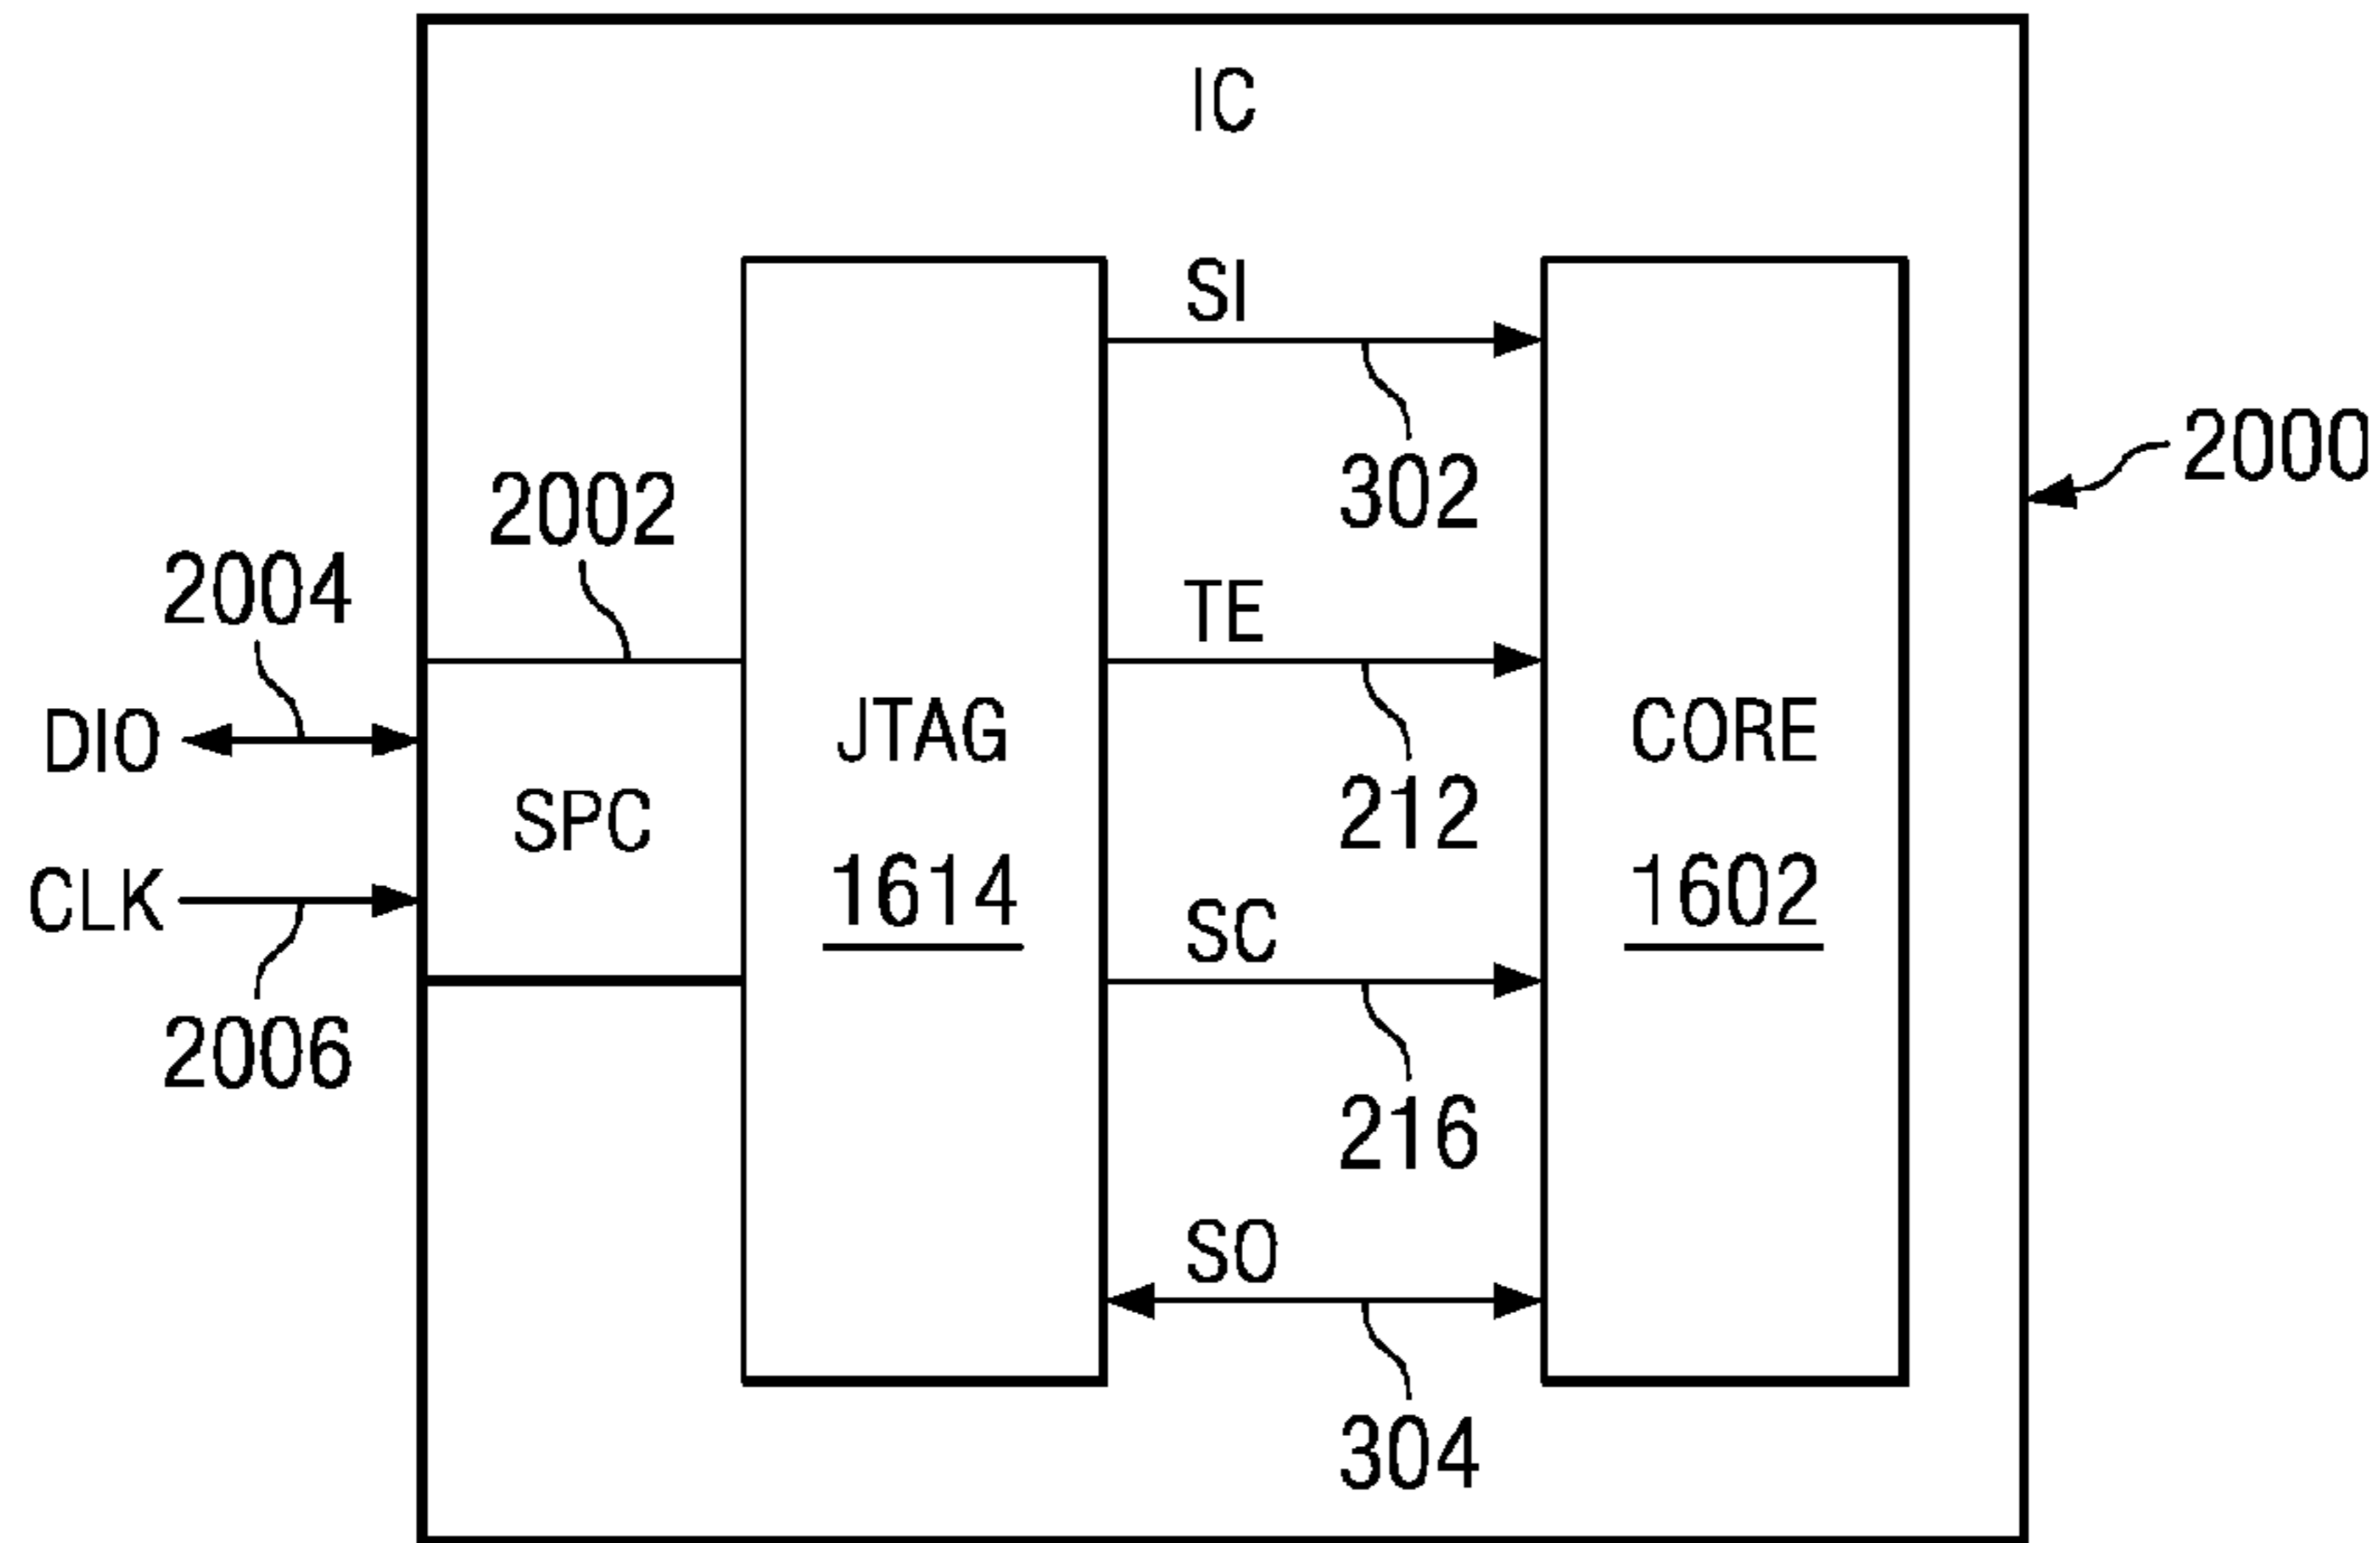 IC
SI
302
2000
2002
2004
TE
DIO
JTAG
CORE
212
SPC
CLK
1614
1602
SC
2006
216
SO
304